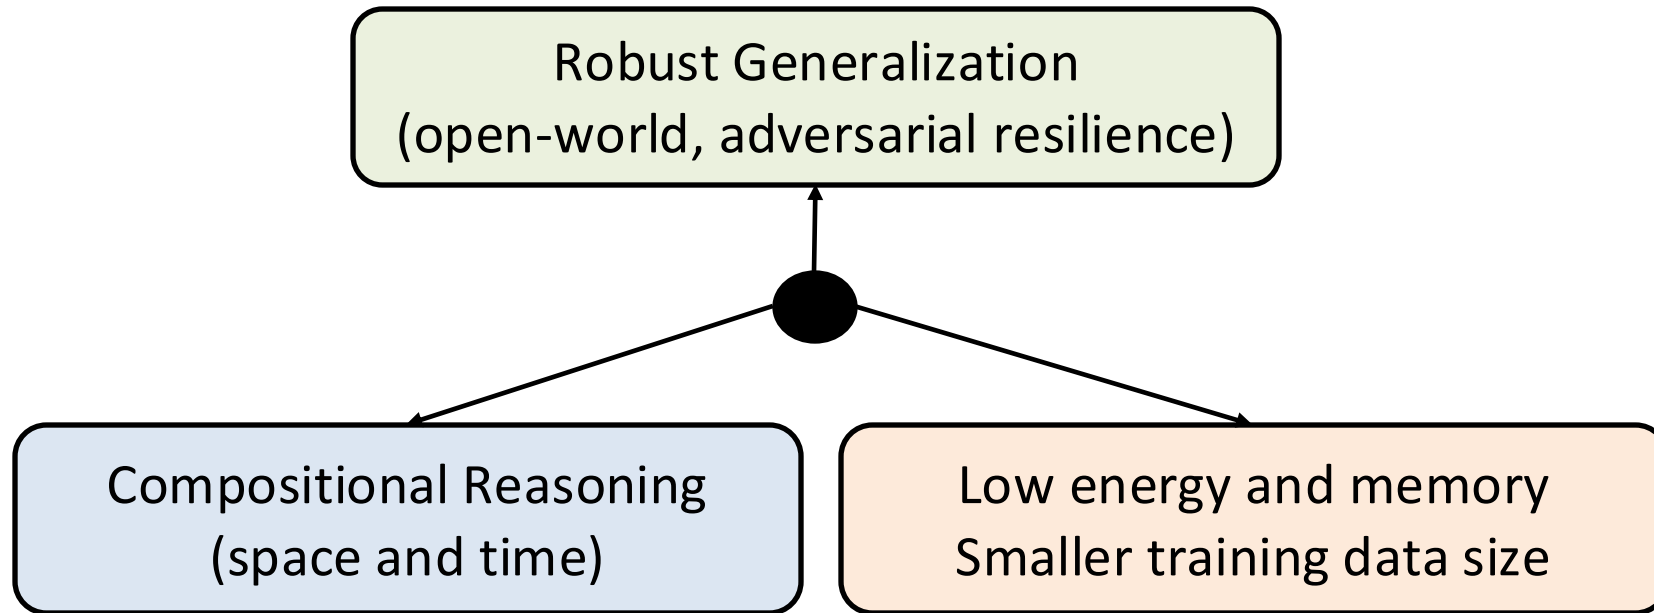 Robust Generalization
(open-world, adversarial resilience)
Compositional Reasoning
(space and time)
Low energy and memory
Smaller training data size